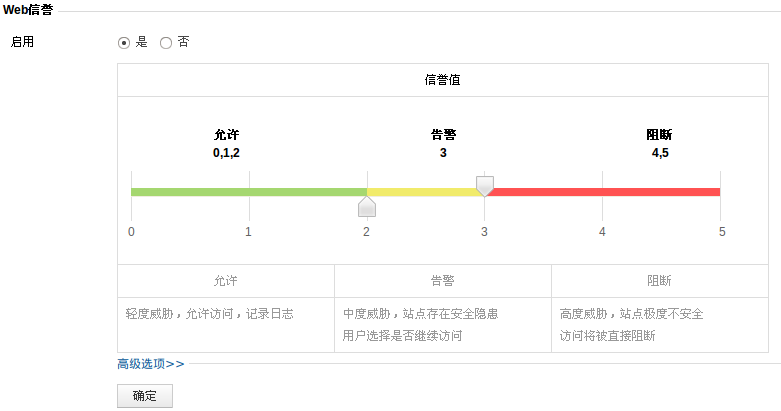 Web信誉
启用 是 否
信誉值
允许 告警 阻断
0,1,2 3 4,5
0 1 2 3 4 5
允许 告警 阻断
轻度威胁，允许访问，记录日志 中度威胁，站点存在安全隐患 高度威胁，站点极度不安全
用户选择是否继续访问 访问将被直接阻断
高级选项>>
确定